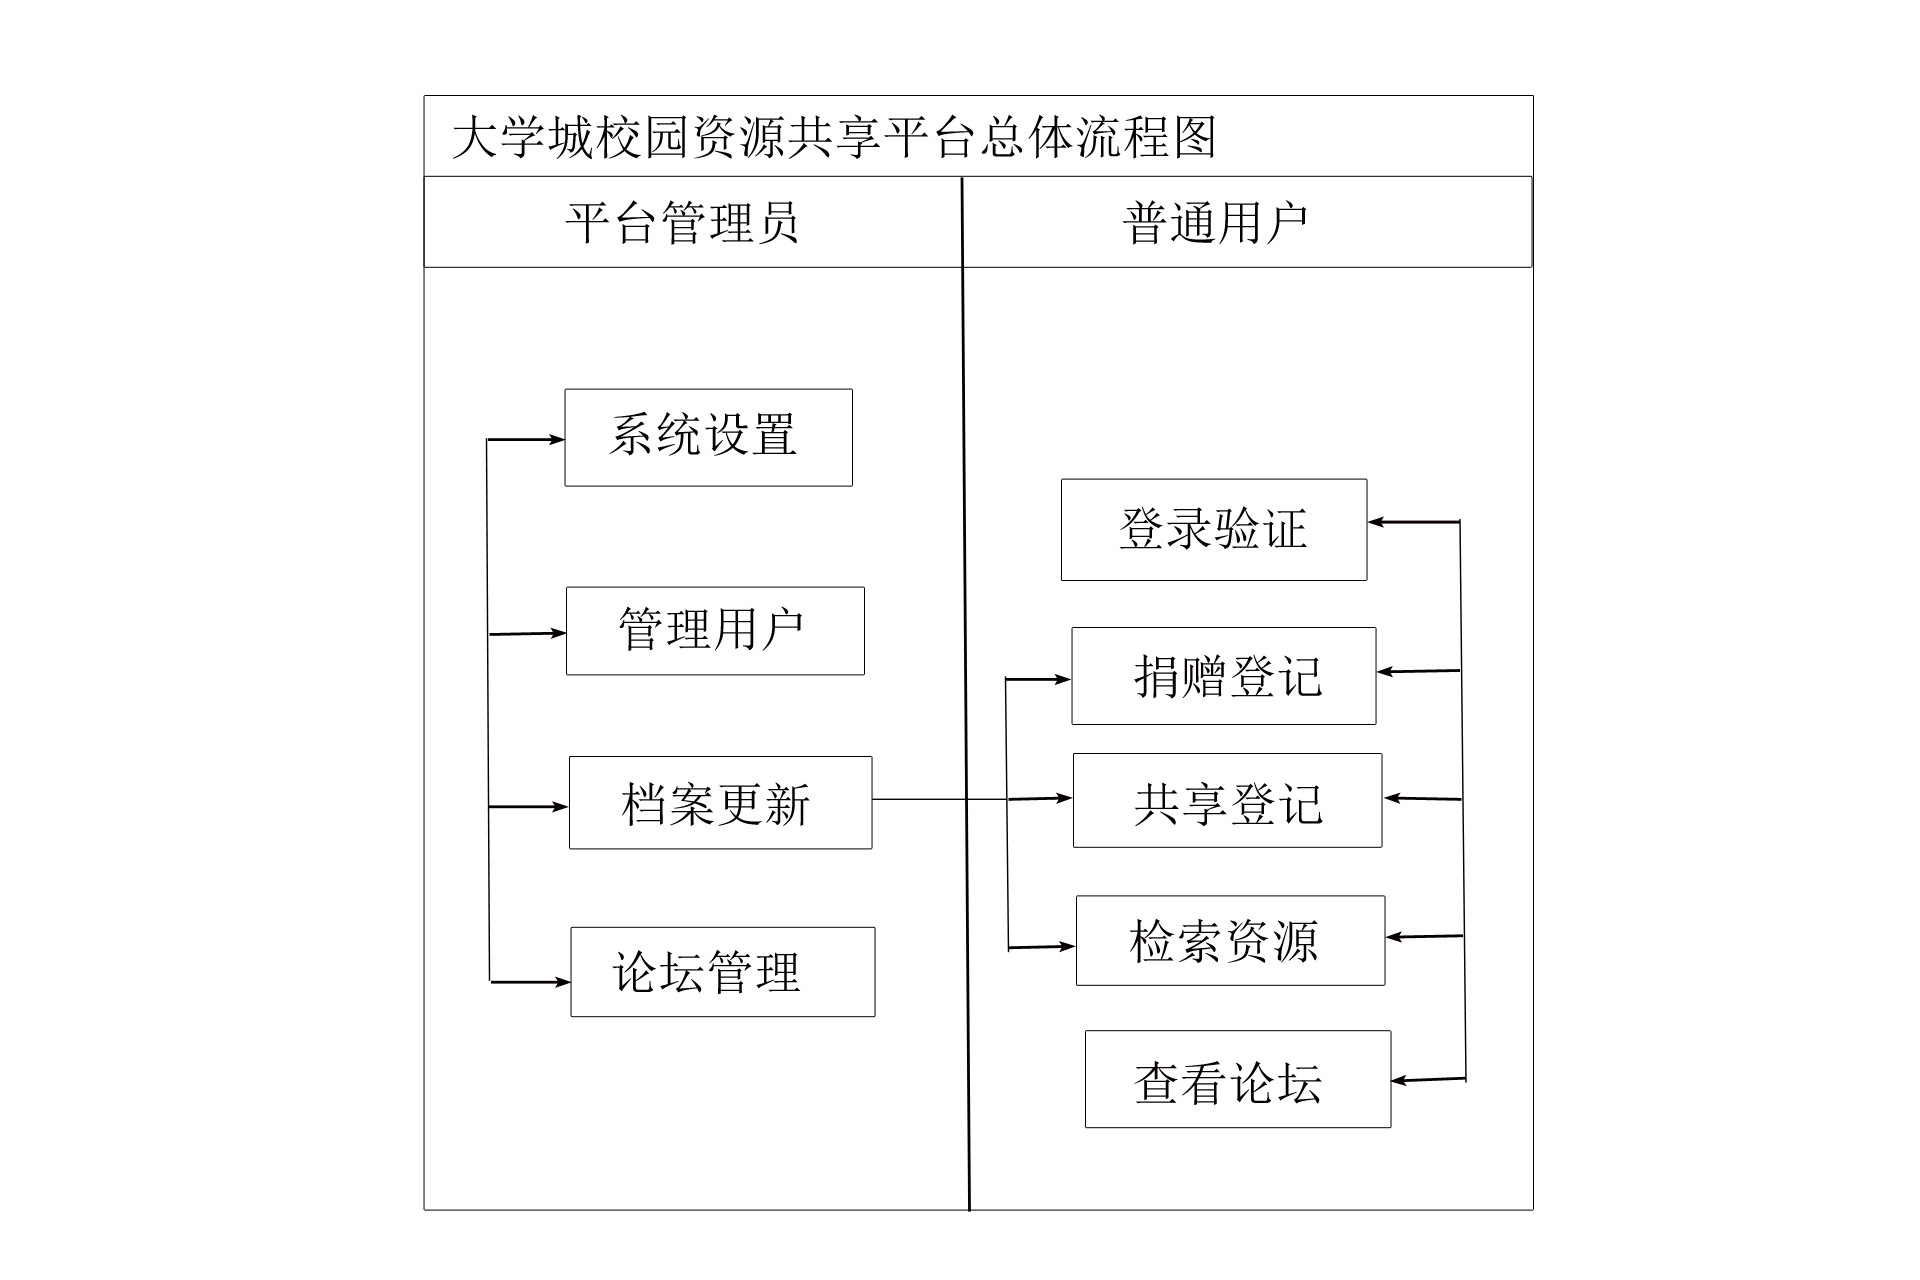 大学城校园资源共享平台总体流程图
平台管理员
普通用户
系统设置
管理用户
档案更新
论坛管理
登录验证
捐赠登记
共享登记
检索资源
查看论坛